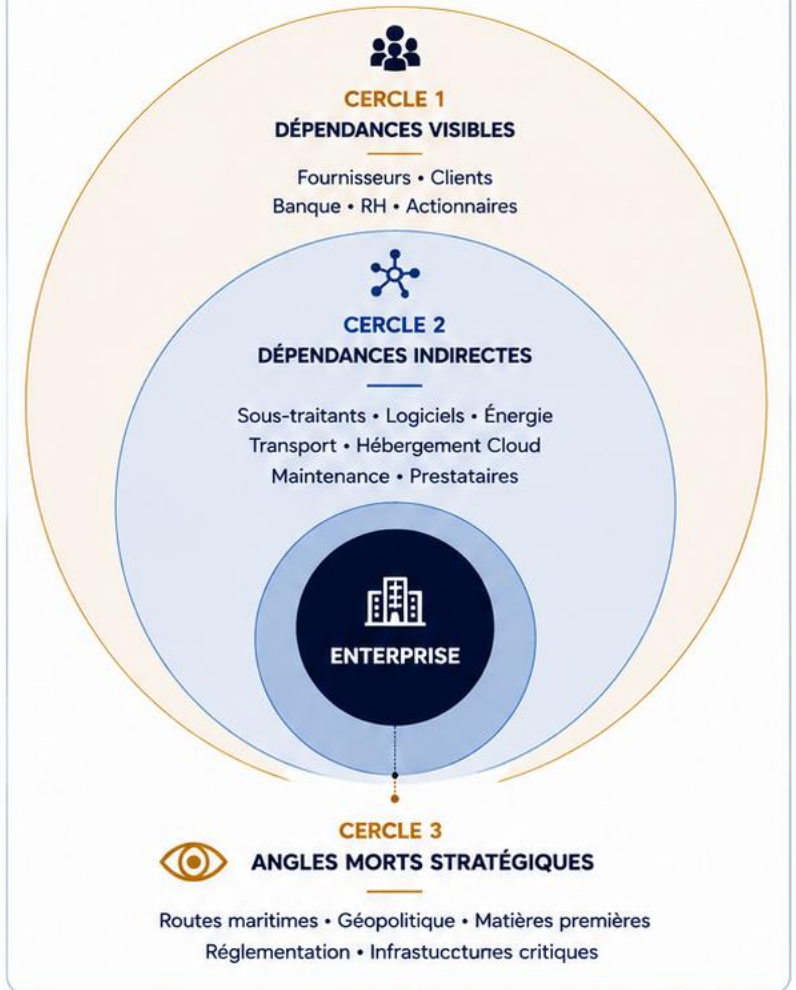 CERCLE 1
DÉPENDANCES VISIBLES
Fournisseurs • Clients
Banque • RH • Actionnaires
CERCLE 2
DÉPENDANCES INDIRECTES
Sous-traitants • Logiciels • Énergie
Transport • Hébergement Cloud
Maintenance • Prestataires
ENTERPRISE
CERCLE 3
ANGLES MORTS STRATÉGIQUES
Routes maritimes • Géopolitique • Matières premières
Réglementation • Infrastucctunes critiques